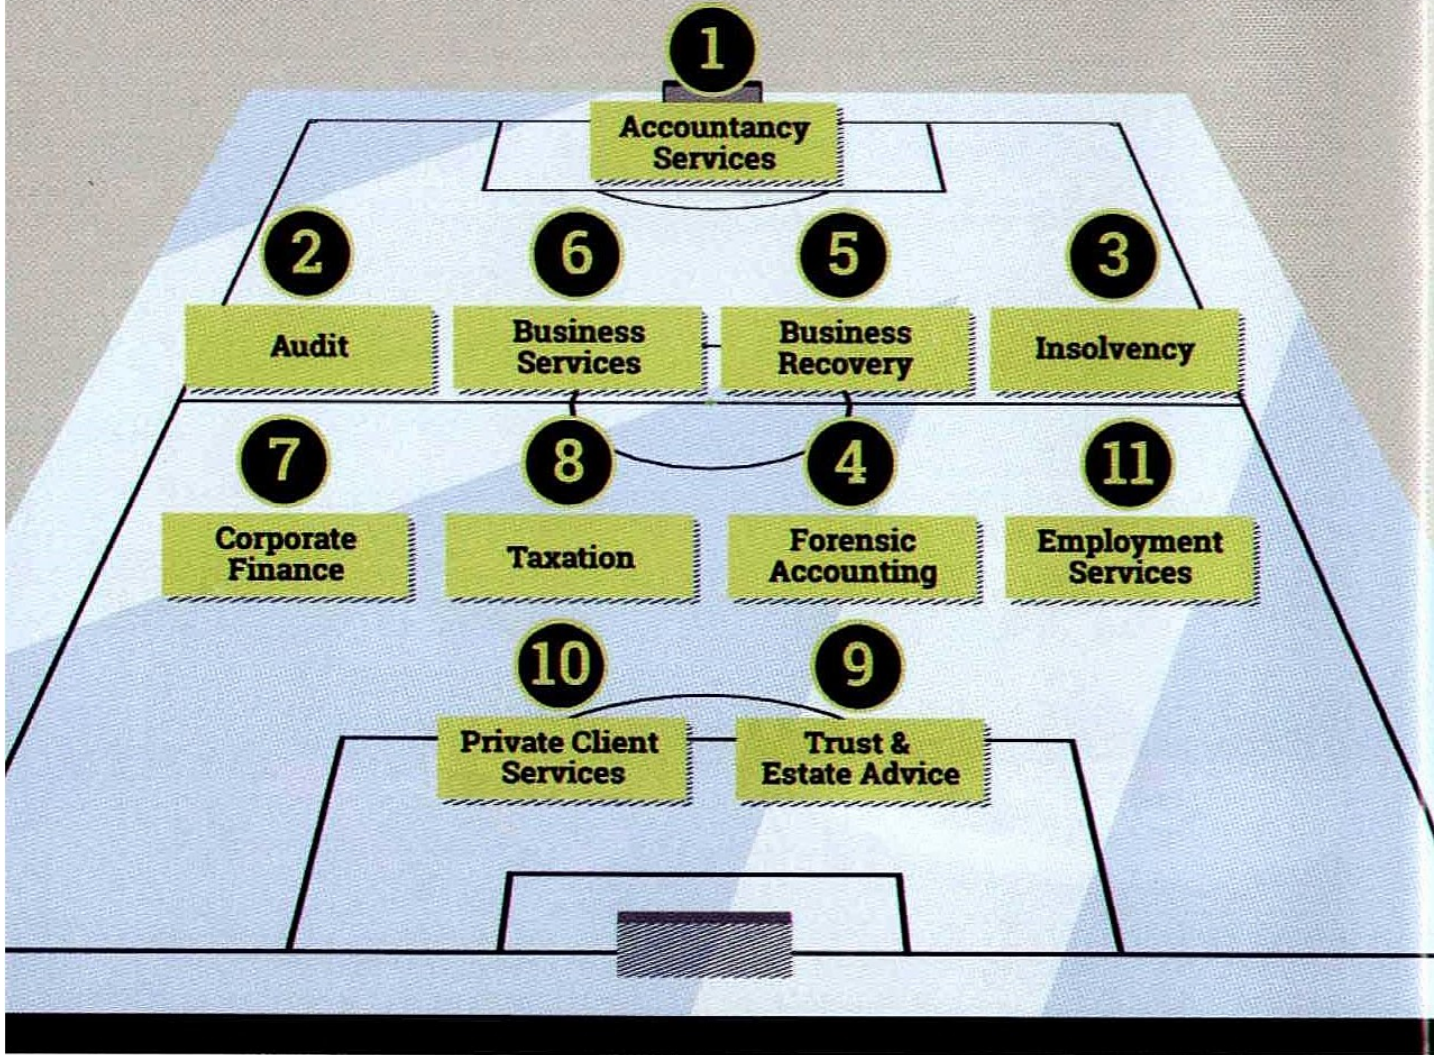 1
Accountancy
Services
2
6
5
3
Audit
Business
Services
Business
Recovery
Insolvency
7
8
4
11
Corporate
Finance
Taxation
Forensic
Accounting
Employment
Services
10
9
Private Client
Services
Trust &
Estate Advice